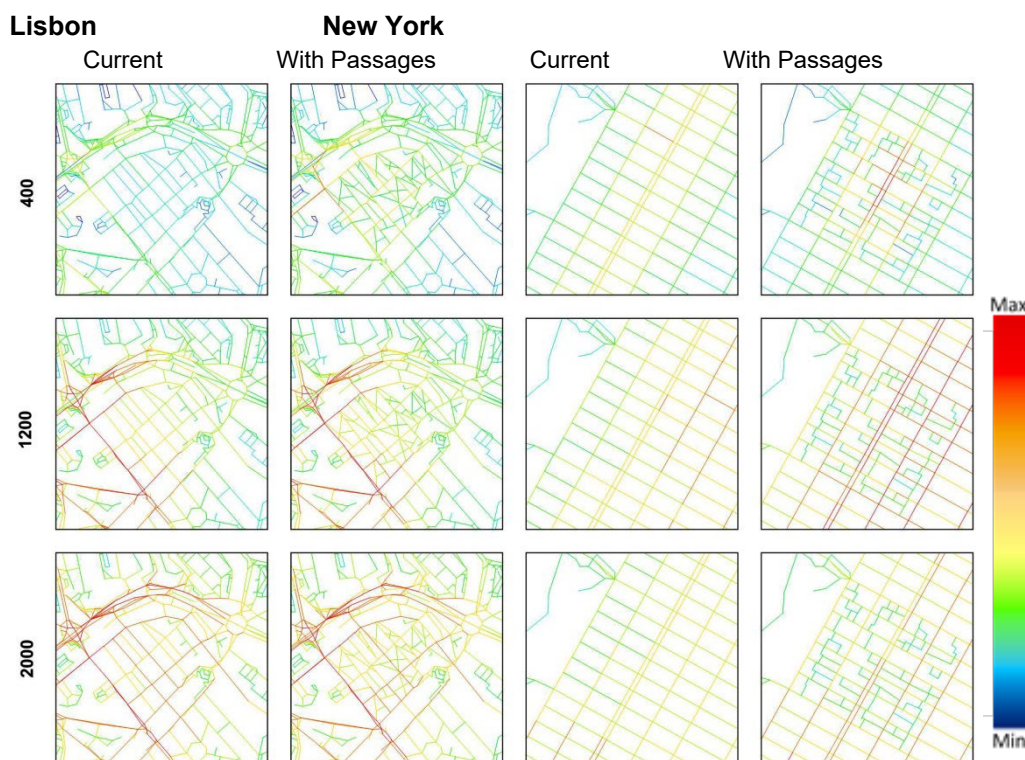 Lisbon New York
Current With Passages Current With Passages
400
1200
2000
Max
Min